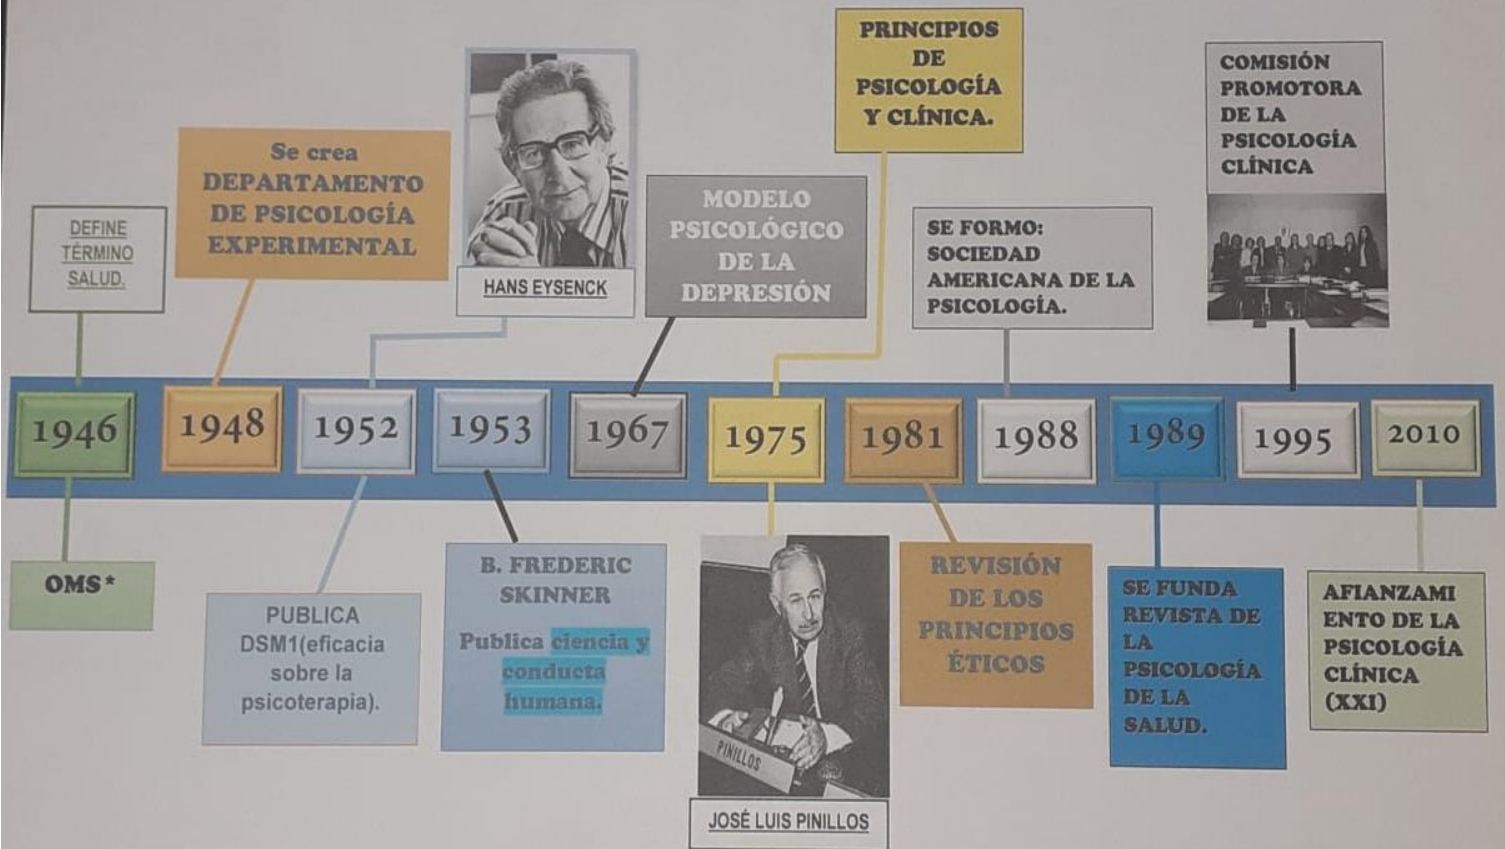 DEFINE
TÉRMINO
SALUD.
Se crea
DEPARTAMENTO
DE PSICOLOGÍA
EXPERIMENTAL
HANS EYSENCK
MODELO
PSICOLÓGICO
DE LA
DEPRESIÓN
PRINCIPIOS
DE
PSICOLOGÍA
Y CLÍNICA.
SE FORMO:
SOCIEDAD
AMERICANA DE LA
PSICOLOGÍA.
COMISIÓN
PROMOTORA
DE LA
PSICOLOGÍA
CLÍNICA
1946
1948
1952
1953
1967
1975
1981
1988
1989
1995
2010
OMS*
PUBLICA
DSM1(eficacia
sobre la
psicoterapia).
B. FREDERIC
SKINNER
Publica ciencia y
conducta
humana.
PINILLOS
JOSÉ LUIS PINILLOS
REVISIÓN
DE LOS
PRINCIPIOS
ÉTICOS
SE FUNDA
REVISTA DE
LA
PSICOLOGÍA
DE LA
SALUD.
AFIANZAMI
ENTO DE LA
PSICOLOGÍA
CLÍNICA
(XXI)